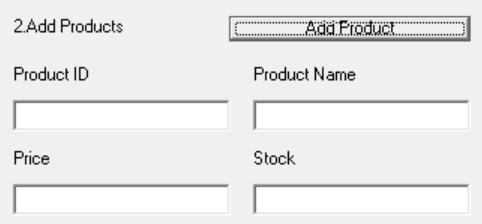 2.Add Products Add Product
Product ID Product Name
Price Stock